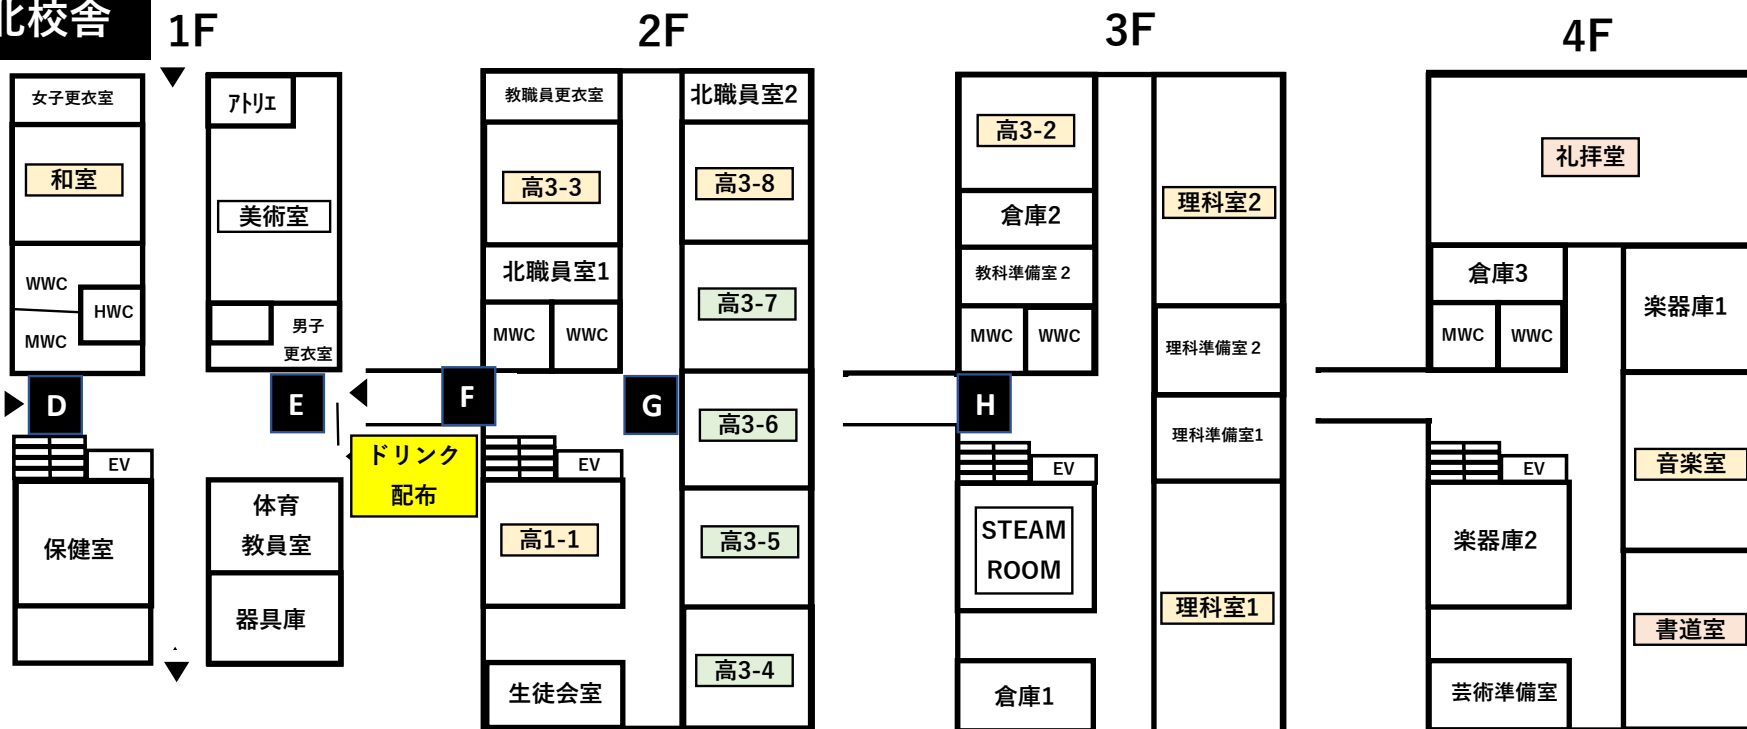 北校舎
1F
女子更衣室
アトリエ
和室
美術室
WWC
HWC
MWC
男子
更衣室
D
E
EV
保健室
体育
教員室
器具庫
2F
教職員更衣室
北職員室2
高3-3
高3-8
北職員室1
高3-7
MWC
WWC
F
G
高3-6
ドリンク
配布
EV
高1-1
高3-5
高3-4
生徒会室
3F
高3-2
理科室2
倉庫2
教科準備室２
MWC
WWC
理科準備室２
H
理科準備室1
EV
STEAM
ROOM
理科室1
倉庫1
4F
礼拝堂
倉庫3
楽器庫1
MWC
WWC
音楽室
EV
楽器庫2
書道室
芸術準備室